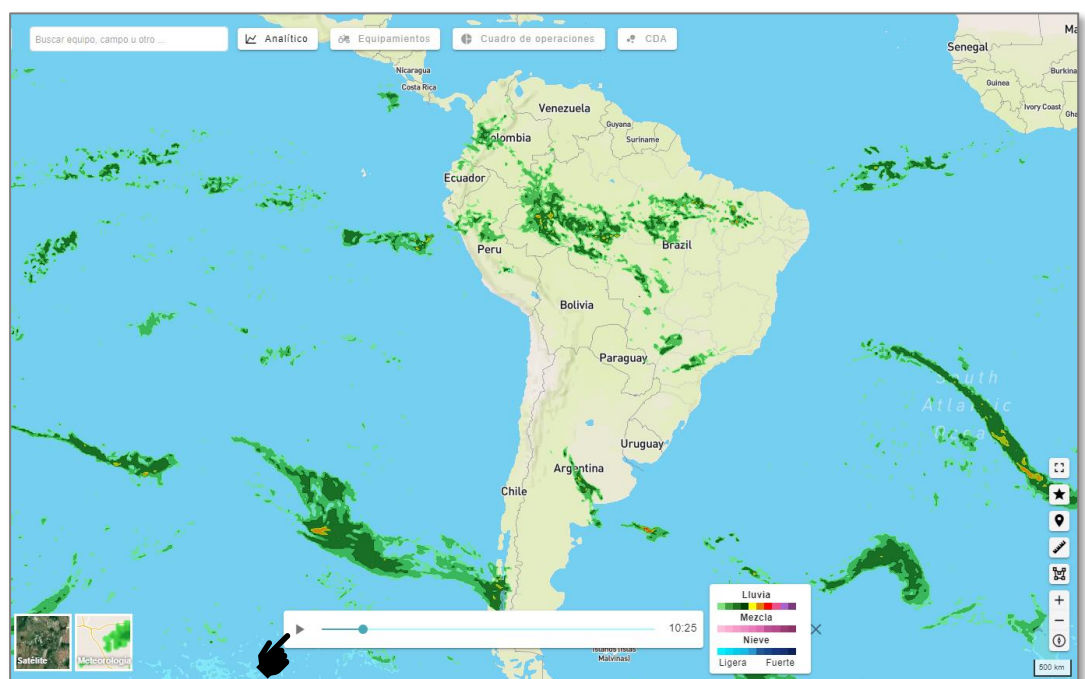 Buscar equipo, campo u otro ...
Analítico
Equipamientos
Cuadro de operaciones
CDA
Nicaragua
Costa Rica
Venezuela
Guyana
Suriname
Colombia
Ecuador
Peru
Brazil
Bolivia
Paraguay
Uruguay
Argentina
Chile
Senegal
Guinea
Ivory Coast
South
Atlantic
10:25
Lluvia
Mezcla
Nieve
Ligera Fuerte
Malvinas)
Satélite
Meteorología
500 km